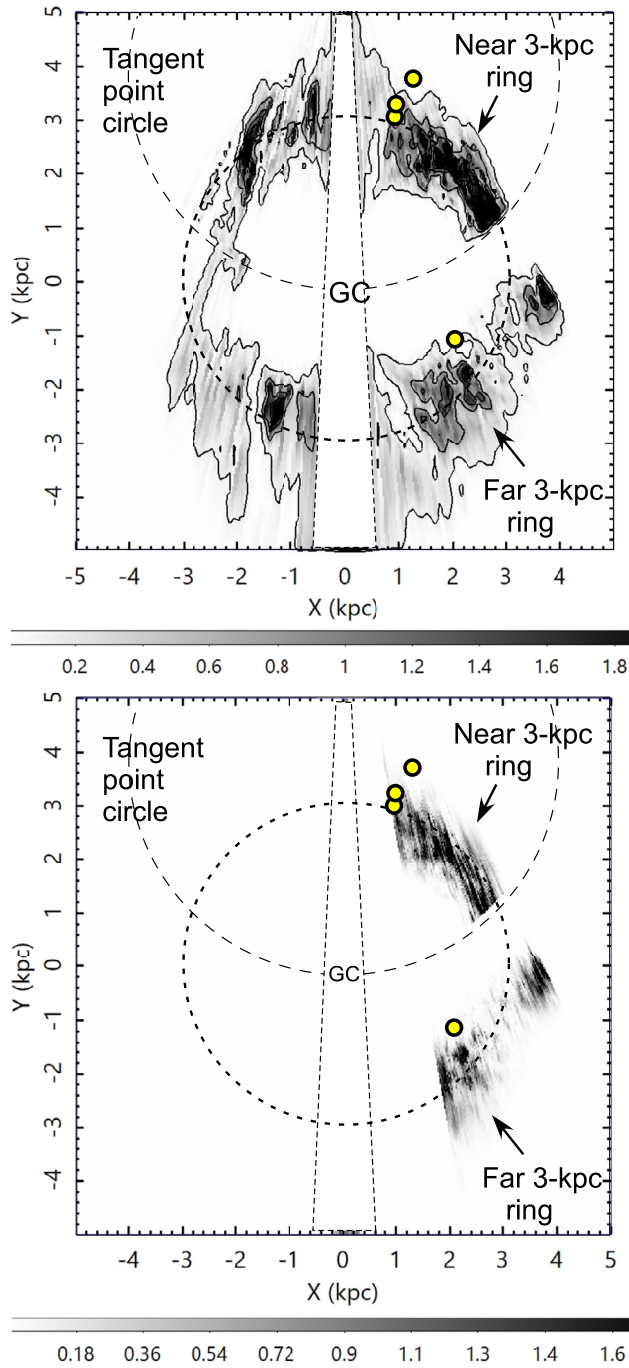 5
4
3
2
1
0
-1
-2
-3
-4
Y (kpc)
Tangent
point
circle
Near 3-kpc
ring
GC
Far 3-kpc
ring
-5 -4 -3 -2 -1 0 1 2 3 4
X (kpc)
0.2 0.4 0.6 0.8 1 1.2 1.4 1.6 1.8
5
4
3
2
1
0
-1
-2
-3
-4
Y (kpc)
Tangent
point
circle
Near 3-kpc
ring
GC
Far 3-kpc
ring
-4 -3 -2 -1 0 1 2 3 4 5
X (kpc)
0.18 0.36 0.54 0.72 0.9 1.1 1.3 1.4 1.6